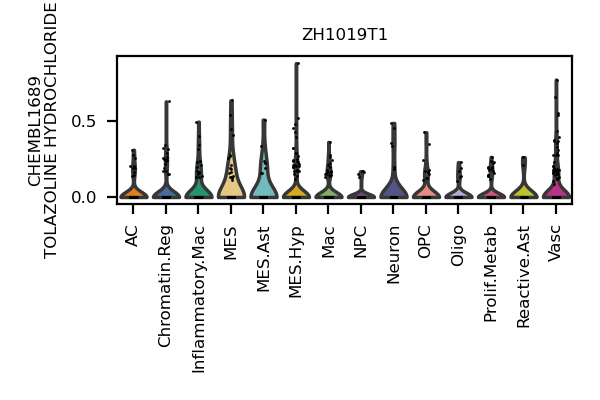 ZH1019T1
CHEMBL1689
TOLAZOLINE HYDROCHLORIDE
0.5
0.0
AC
Chromatin.Reg
Inflammatory.Mac
MES
MES.Ast
MES.Hyp
Mac
NPC
Neuron
OPC
Oligo
Prolif.Metab
Reactive.Ast
Vasc